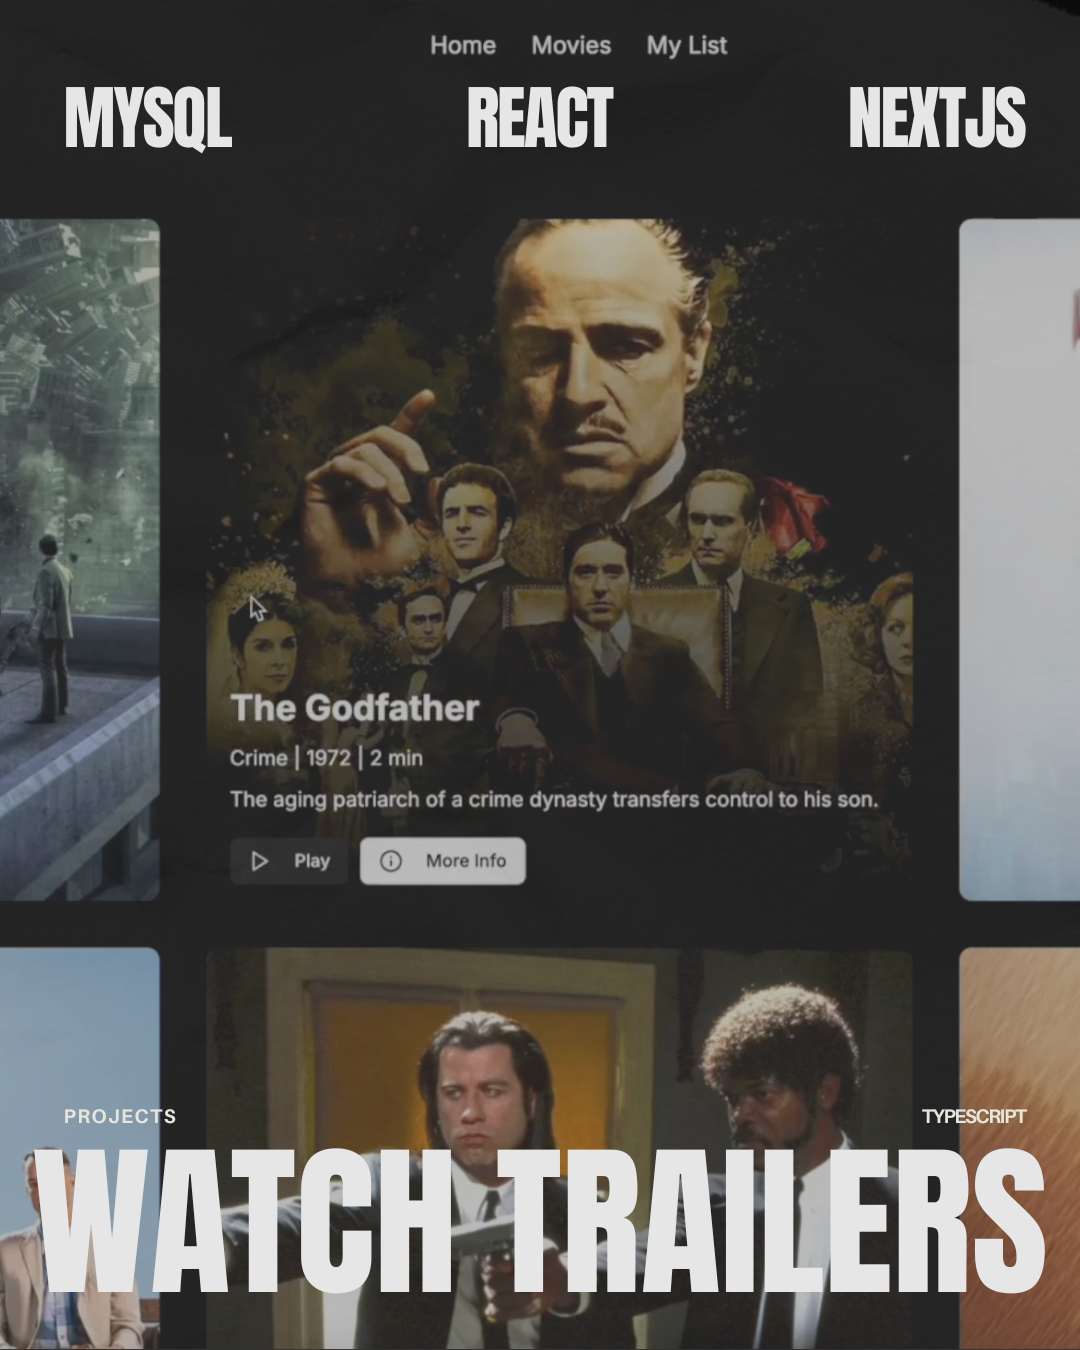 Home Movies My List
MYSQL REACT NEXTJS
The Godfather
Crime | 1972 | 2 min
The aging patriarch of a crime dynasty transfers control to his son.
Play More Info
PROJECTS TYPESCRIPT
WATCH TRAILERS